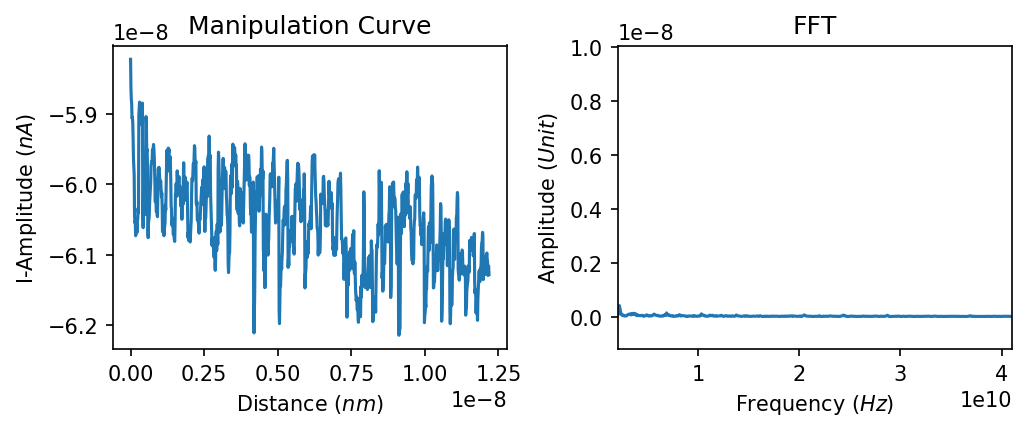 Manipulation Curve
1e−8
I-Amplitude (nA)
−5.9
−6.0
−6.1
−6.2
0.00 0.25 0.50 0.75 1.00 1.25
Distance (nm)
1e−8
FFT
1e−8
Amplitude (Unit)
1.0
0.8
0.6
0.4
0.2
0.0
1 2 3 4
Frequency (Hz)
1e10